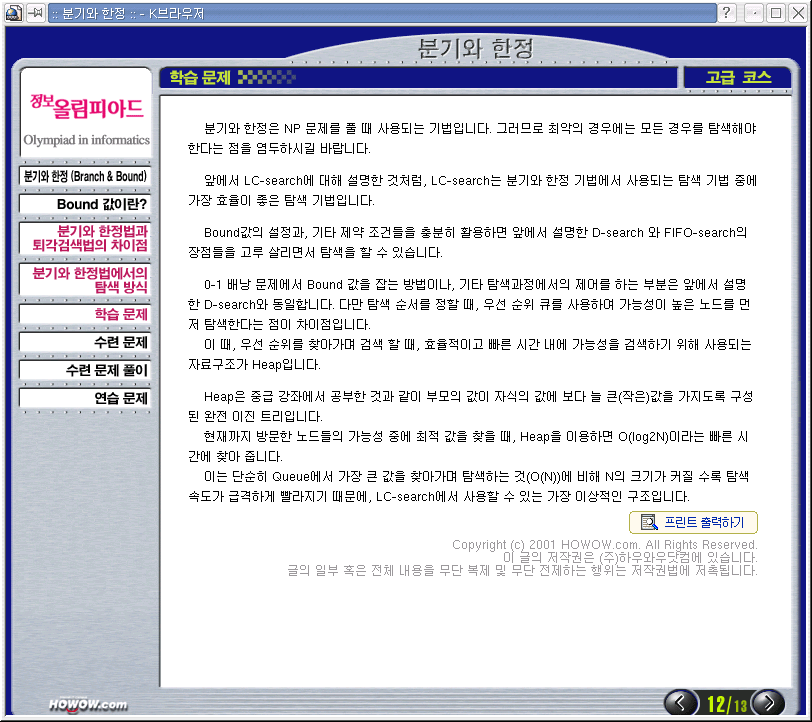 :: 분기와 한정 :: - K브라우저
분기와 한정
학습 문제
고급 코스
정보올림피아드
Olympiad in informatics
분기와 한정 (Branch & Bound)
Bound 값이란?
분기와 한정법과
퇴각검색법의 차이점
분기와 한정법에서의
탐색 방식
학습 문제
수련 문제
수련 문제 풀이
연습 문제
분기와 한정은 NP 문제를 풀 때 사용되는 기법입니다. 그러므로 최악의 경우에는 모든 경우를 탐색해야
한다는 점을 염두하시길 바랍니다.
앞에서 LC-search에 대해 설명한 것처럼, LC-search는 분기와 한정 기법에서 사용되는 탐색 기법 중에
가장 효율이 좋은 탐색 기법입니다.
Bound값의 설정과, 기타 제약 조건들을 충분히 활용하면 앞에서 설명한 D-search 와 FIFO-search의
장점들을 고루 살리면서 탐색을 할 수 있습니다.
0-1 배낭 문제에서 Bound 값을 잡는 방법이나, 기타 탐색과정에서의 제어를 하는 부분은 앞에서 설명
한 D-search와 동일합니다. 다만 탐색 순서를 정할 때, 우선 순위 큐를 사용하여 가능성이 높은 노드를 먼
저 탐색한다는 점이 차이점입니다.
이 때, 우선 순위를 찾아가며 검색 할 때, 효율적이고 빠른 시간 내에 가능성을 검색하기 위해 사용되는
자료구조가 Heap입니다.
Heap은 중급 강좌에서 공부한 것과 같이 부모의 값이 자식의 값에 보다 늘 큰(작은)값을 가지도록 구성
된 완전 이진 트리입니다.
현재까지 방문한 노드들의 가능성 중에 최적 값을 찾을 때, Heap을 이용하면 O(log2N)이라는 빠른 시
간에 찾아 줍니다.
이는 단순히 Queue에서 가장 큰 값을 찾아가며 탐색하는 것(O(N))에 비해 N의 크기가 커질 수록 탐색
속도가 급격하게 빨라지기 때문에, LC-search에서 사용할 수 있는 가장 이상적인 구조입니다.
프린트 출력하기
Copyright (c) 2001 HOWOW.com. All Rights Reserved.
이 글의 저작권은 (주)하우와우닷컴에 있습니다.
글의 일부 혹은 전체 내용을 무단 복제 및 무단 전제하는 행위는 저작권법에 저촉됩니다.
HOWOW.com
12/13